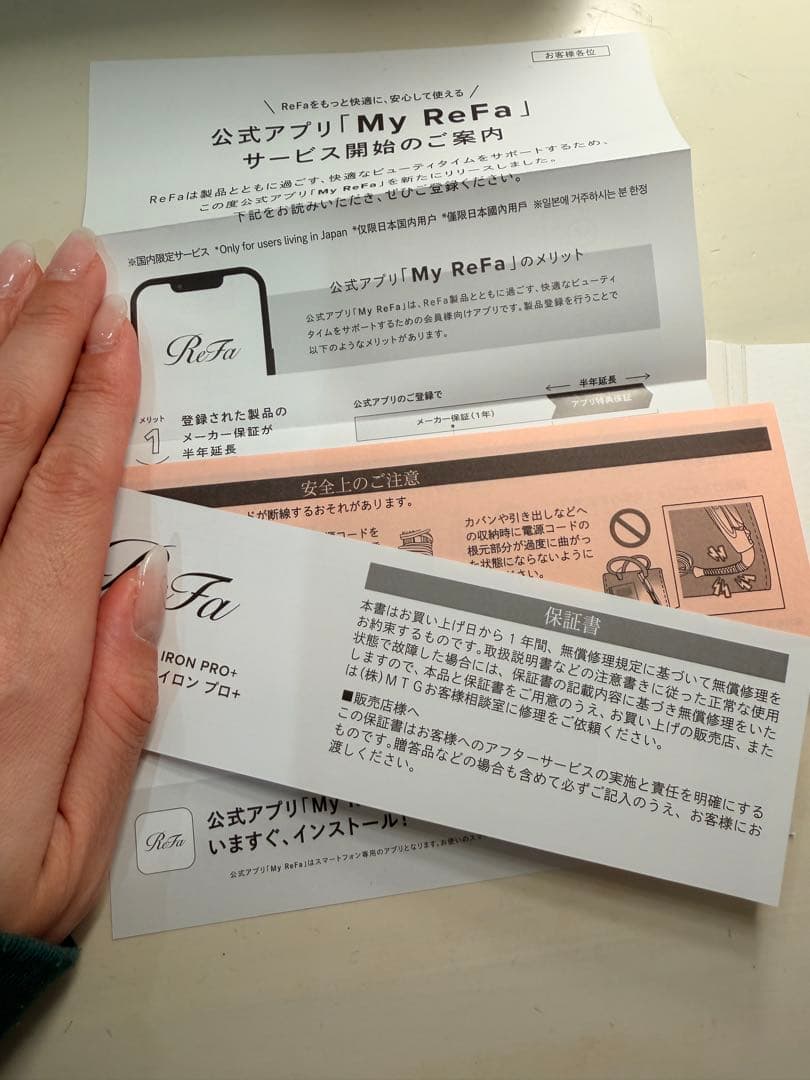 お客様各位
ReFaをもっと快適に、安心して使える
公式アプリ「My ReFa」
サービス開始のご案内
ReFaは製品とともに過ごす、快適なビューティタイムをサポートするため、
この度公式アプリ「My ReFa」を新たにリリースしました。
下記をお読みいただき、ぜひご登録ください。
※国内限定サービス *Only for users living in Japan *仅限日本国内用户 *僅限日本國內用戶 ※일본에 거주하시는 분 한정
公式アプリ「My ReFa」のメリット
公式アプリ「My ReFa」は、ReFa製品とともに過ごす、快適なビューティ
タイムをサポートするための会員様向けアプリです。製品登録を行うことで
以下のようなメリットがあります。
ReFa
メリット
1
登録された製品の
メーカー保証が
半年延長
公式アプリのご登録で
半年延長
メーカー保証(1年)
アプリ特典保証
安全上のご注意
ドが断線するおそれがあります。
コードを
カバンや引き出しなどへ
の収納時に電源コードの
根元部分が過度に曲がっ
た状態にならないように
ください。
ReFa
IRON PRO+
イロン プロ+
保証書
本書はお買い上げ日から1年間、無償修理規定に基づいて無償修理を
お約束するものです。取扱説明書などの注意書きに従った正常な使用
状態で故障した場合には、保証書の記載内容に基づき無償修理をいた
しますので、本品と保証書をご用意のうえ、お買い上げの販売店、また
は(株)MTGお客様相談室に修理をご依頼ください。
■販売店様へ
この保証書はお客様へのアフターサービスの実施と責任を明確にする
ものです。贈答品などの場合も含めて必ずご記入のうえ、お客様にお
渡しください。
ReFa
公式アプリ「My
いますぐ、インストール!
公式アプリ「My ReFa」はスマートフォン専用のアプリとなります。お使いのス